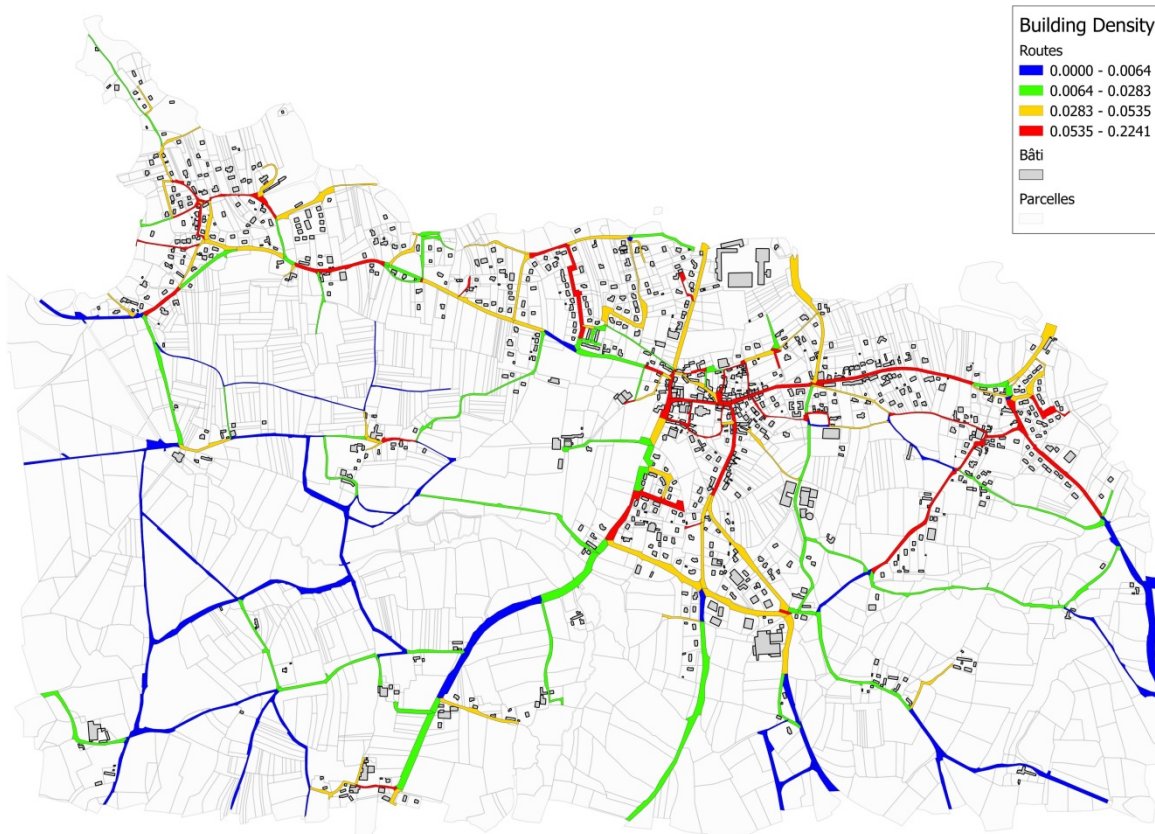 Building Density
Routes
0.0000 - 0.0064
0.0064 - 0.0283
0.0283 - 0.0535
0.0535 - 0.2241
Bâti
Parcelles